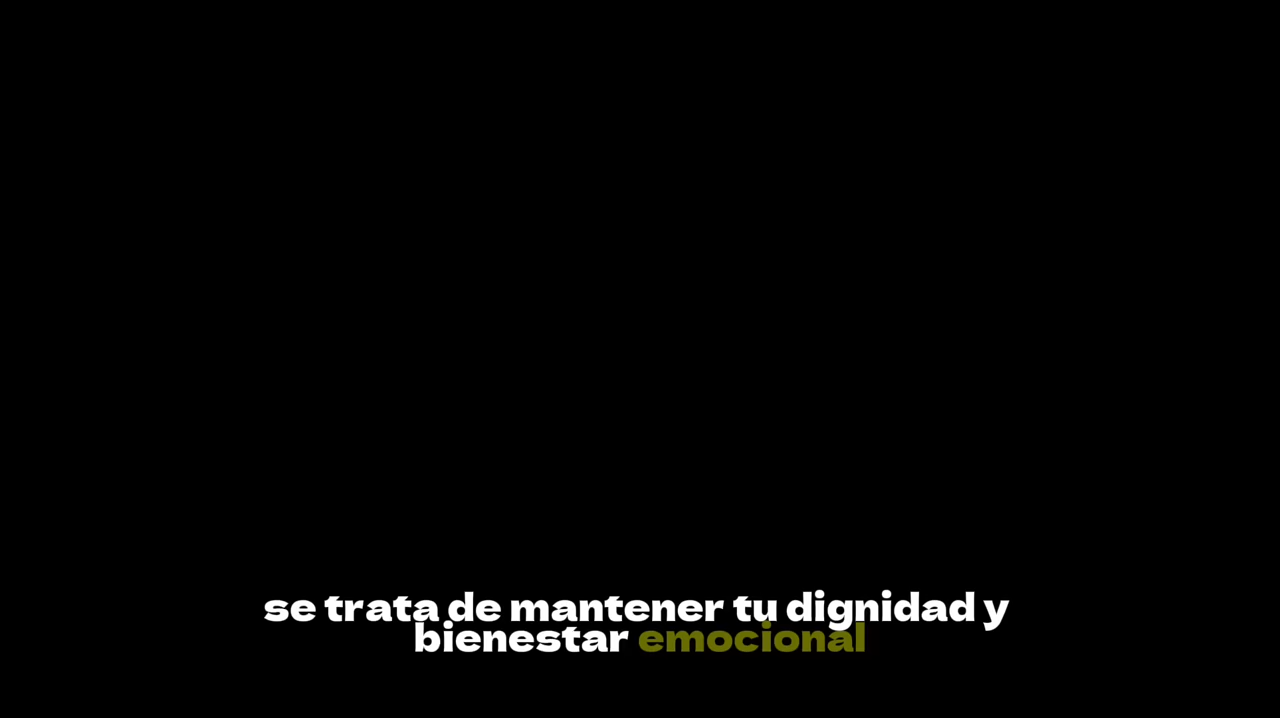 se trata de mantener tu dignidad y
bienestar emocional